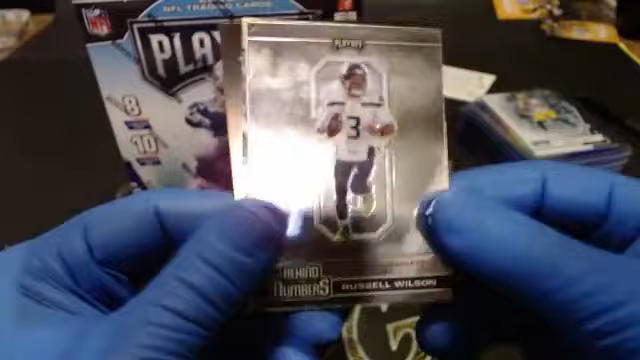 NFL TRADING CARDS
NFL
PLAY
PLAYOFF
8
10
3
BEHIND
NUMBERS
RUSSELL WILSON